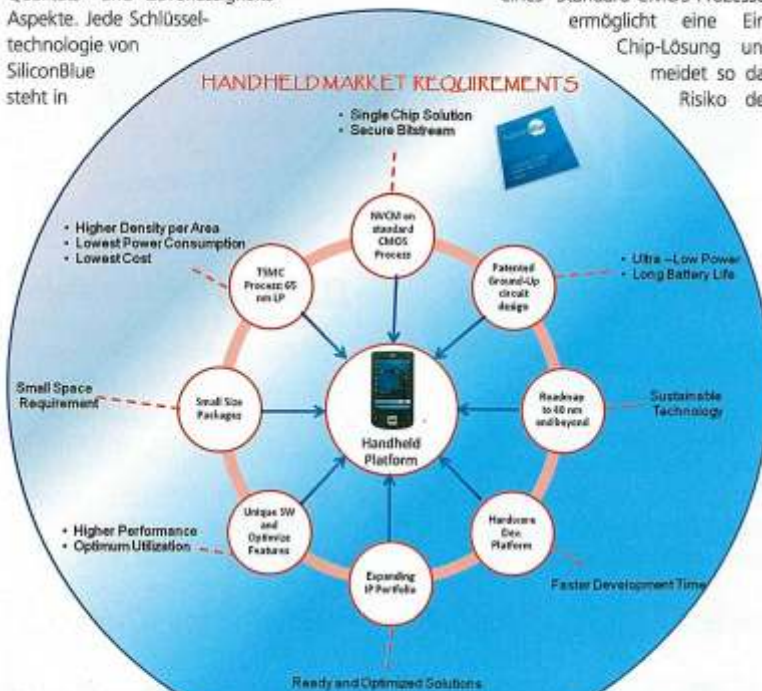 Aspekte. Jede Schlüssel-
technologie von
SiliconBlue
steht in
ermöglicht eine
Chip-Lösung
so
Risiko
HANDHELD MARKET REQUIREMENTS
• Single Chip Solution
• Secure Bitstream
NVCM on
standard
CMOS
Process
• Higher Density per Area
• Lowest Power Consumption
• Lowest Cost
TSMC
Process: 65
nm LP
Patented
Ground-Up
circuit
design
• Ultra –Low Power
• Long Battery Life
Small Space
Requirement
Small Size
Packages
Handheld
Platform
Roadmap
to 40 nm
and beyond
Sustainable
Technology
• Higher Performance
• Optimum Utilization
Unique SW
and
Optimize
Features
Hardware
Dev.
Platform
Faster Development Time
Expanding
IP Portfolio
Ready and Optimized Solutions